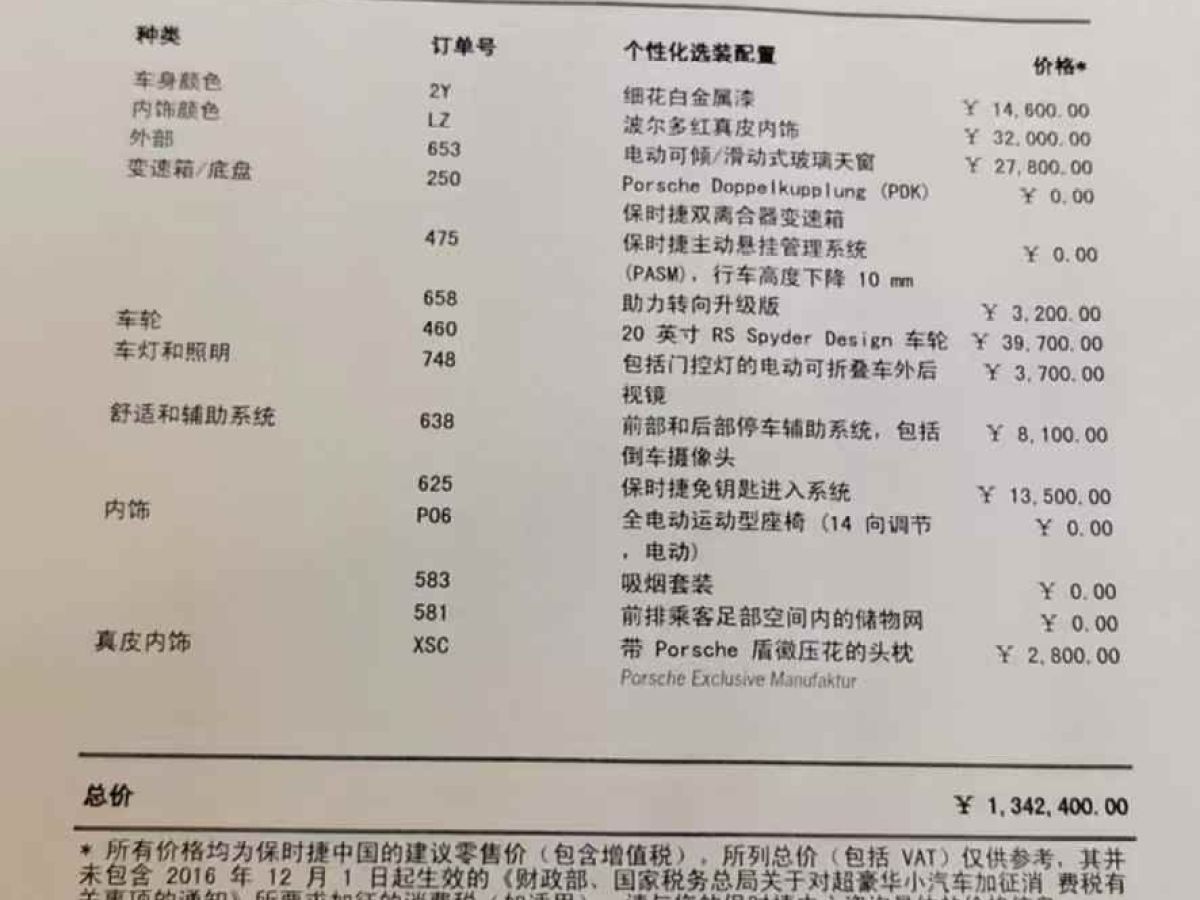 种类 订单号 个性化选装配置 价格*
车身颜色 2Y 细花白金属漆 ¥ 14,600.00
内饰颜色 LZ 波尔多红真皮内饰 ¥ 32,000.00
外部 653 电动可倾/滑动式玻璃天窗 ¥ 27,800.00
变速箱/底盘 250 Porsche Doppelkupplung (PDK) ¥ 0.00
保时捷双离合器变速箱
475 保时捷主动悬挂管理系统 ¥ 0.00
(PASM)，行车高度下降 10 mm
658 助力转向升级版 ¥ 3,200.00
车轮 460 20 英寸 RS Spyder Design 车轮 ¥ 39,700.00
车灯和照明 748 包括门控灯的电动可折叠车外后 ¥ 3,700.00
视镜
舒适和辅助系统 638 前部和后部停车辅助系统，包括 ¥ 8,100.00
倒车摄像头
625 保时捷免钥匙进入系统 ¥ 13,500.00
内饰 P06 全电动运动型座椅 (14 向调节 ¥ 0.00
，电动)
583 吸烟套装 ¥ 0.00
581 前排乘客足部空间内的储物网 ¥ 0.00
真皮内饰 XSC 带 Porsche 盾徽压花的头枕 ¥ 2,800.00
Porsche Exclusive Manufaktur
总价 ¥ 1,342,400.00
* 所有价格均为保时捷中国的建议零售价（包含增值税）。所列总价（包括 VAT）仅供参考，其并
未包含 2016 年 12 月 1 日起生效的《财政部、国家税务总局关于对超豪华小汽车加征消 费税有